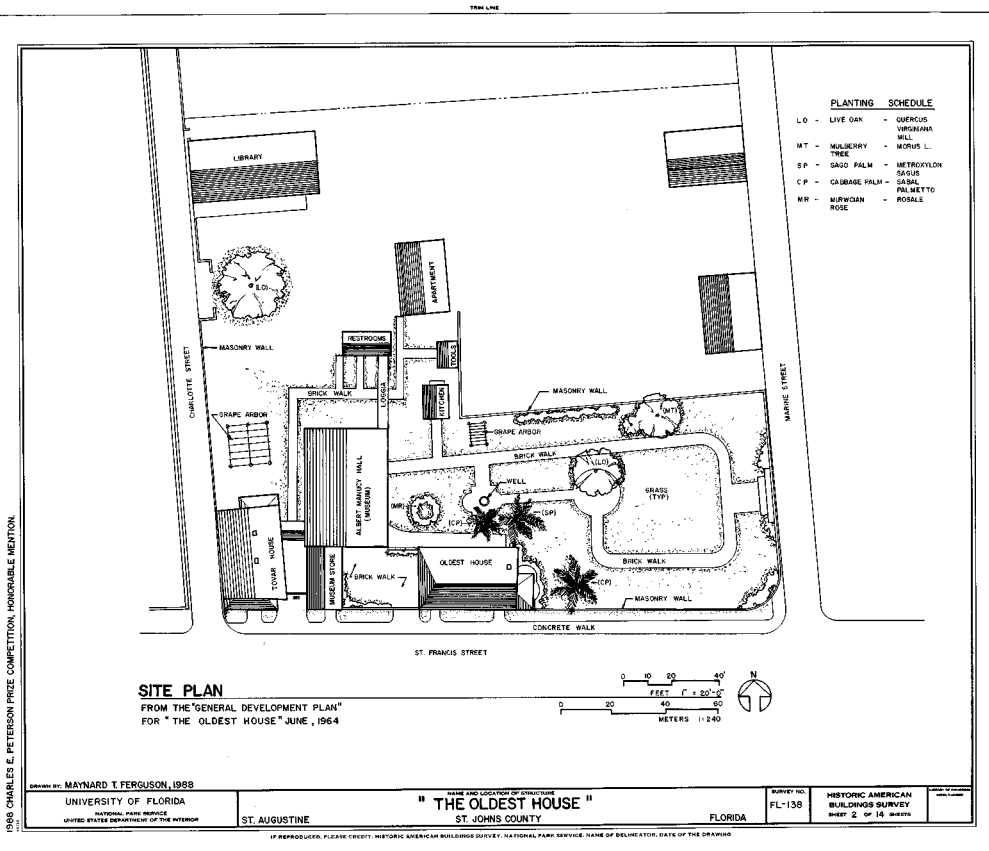 TRIM LINE
PLANTING SCHEDULE
LO - LIVE OAK - QUERCUS VIRGINIANA MILL
MT - MULBERRY TREE - MORUS L.
SP - SAGO PALM - METROXYLON SAGUS
CP - CABBAGE PALM - SABAL PALMETTO
MR - MIRWCIAN ROSE - ROSALE
LIBRARY
(LO)
APARTMENT
RESTROOMS
TOOLS
MASONRY WALL
CHARLOTTE STREET
MARINE STREET
LOGGIA
KITCHEN
BRICK WALK
MASONRY WALL
(MT)
GRAPE ARBOR
GRAPE ARBOR
BRICK WALK
ALBERT MANUCY HALL
(MUSEUM)
(LO)
WELL
GRASS
(TYP)
(MR)
(CP)
(SP)
TOVAR HOUSE
MUSEUM STORE
BRICK WALK
OLDEST HOUSE
BRICK WALK
(CP)
MASONRY WALL
CONCRETE WALK
ST. FRANCIS STREET
SITE PLAN
FROM THE "GENERAL DEVELOPMENT PLAN"
FOR "THE OLDEST HOUSE" JUNE, 1964
0 10 20 40'
FEET 1" = 20'-0"
0 20 40 60
METERS 1:240
N
1988 CHARLES E. PETERSON PRIZE COMPETITION, HONORABLE MENTION.
DRAWN BY: MAYNARD T. FERGUSON, 1988
UNIVERSITY OF FLORIDA
NATIONAL PARK SERVICE
UNITED STATES DEPARTMENT OF THE INTERIOR
NAME AND LOCATION OF STRUCTURE
"THE OLDEST HOUSE"
ST. AUGUSTINE ST. JOHNS COUNTY FLORIDA
SURVEY NO.
FL-138
HISTORIC AMERICAN
BUILDINGS SURVEY
SHEET 2 OF 14 SHEETS
LIBRARY OF CONGRESS
IF REPRODUCED, PLEASE CREDIT: HISTORIC AMERICAN BUILDINGS SURVEY, NATIONAL PARK SERVICE, NAME OF DELINEATOR, DATE OF THE DRAWING